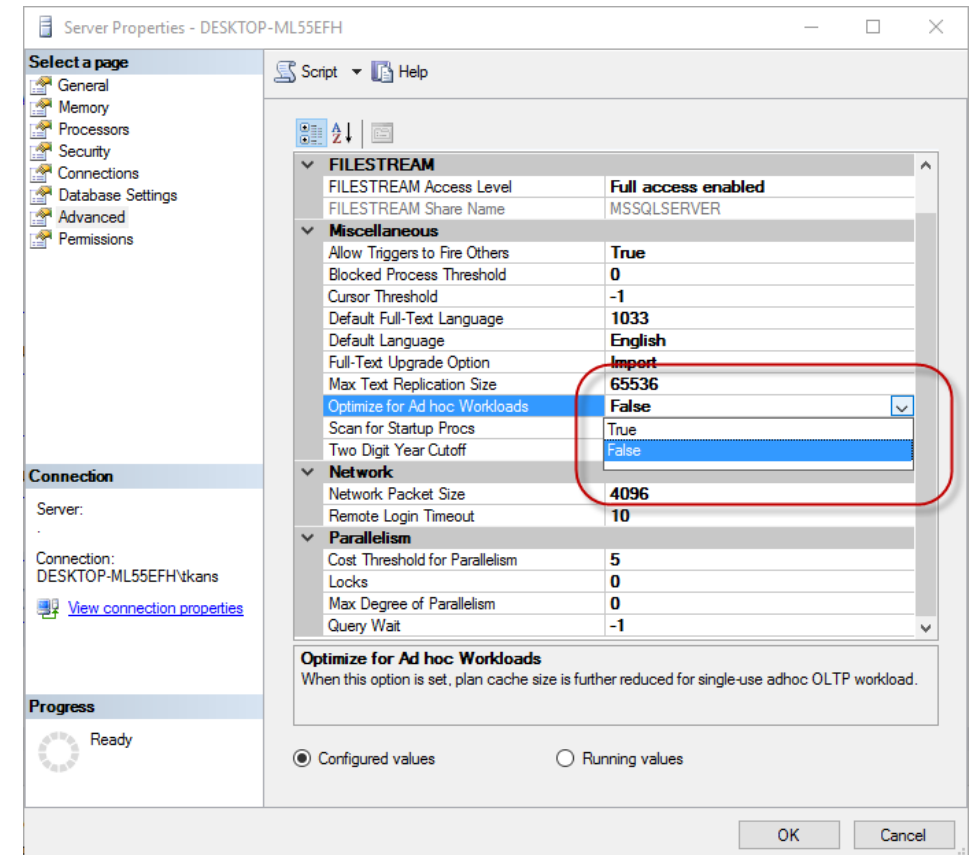 Server Properties - DESKTOP-ML55EFH
Select a page
General
Memory
Processors
Security
Connections
Database Settings
Advanced
Permissions
Connection
Server:
.
Connection:
DESKTOP-ML55EFH\tkans
View connection properties
Progress
Ready
Script Help
FILESTREAM
FILESTREAM Access Level Full access enabled
FILESTREAM Share Name MSSQLSERVER
Miscellaneous
Allow Triggers to Fire Others True
Blocked Process Threshold 0
Cursor Threshold -1
Default Full-Text Language 1033
Default Language English
Full-Text Upgrade Option Import
Max Text Replication Size 65536
Optimize for Ad hoc Workloads False
Scan for Startup Procs True
Two Digit Year Cutoff False
Network
Network Packet Size 4096
Remote Login Timeout 10
Parallelism
Cost Threshold for Parallelism 5
Locks 0
Max Degree of Parallelism 0
Query Wait -1
Optimize for Ad hoc Workloads
When this option is set, plan cache size is further reduced for single-use adhoc OLTP workload.
Configured values Running values
OK Cancel